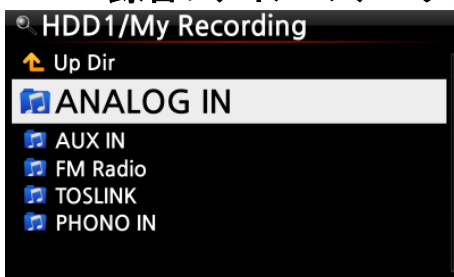 HDD1/My Recording
Up Dir
ANALOG IN
AUX IN
FM Radio
TOSLINK
PHONO IN